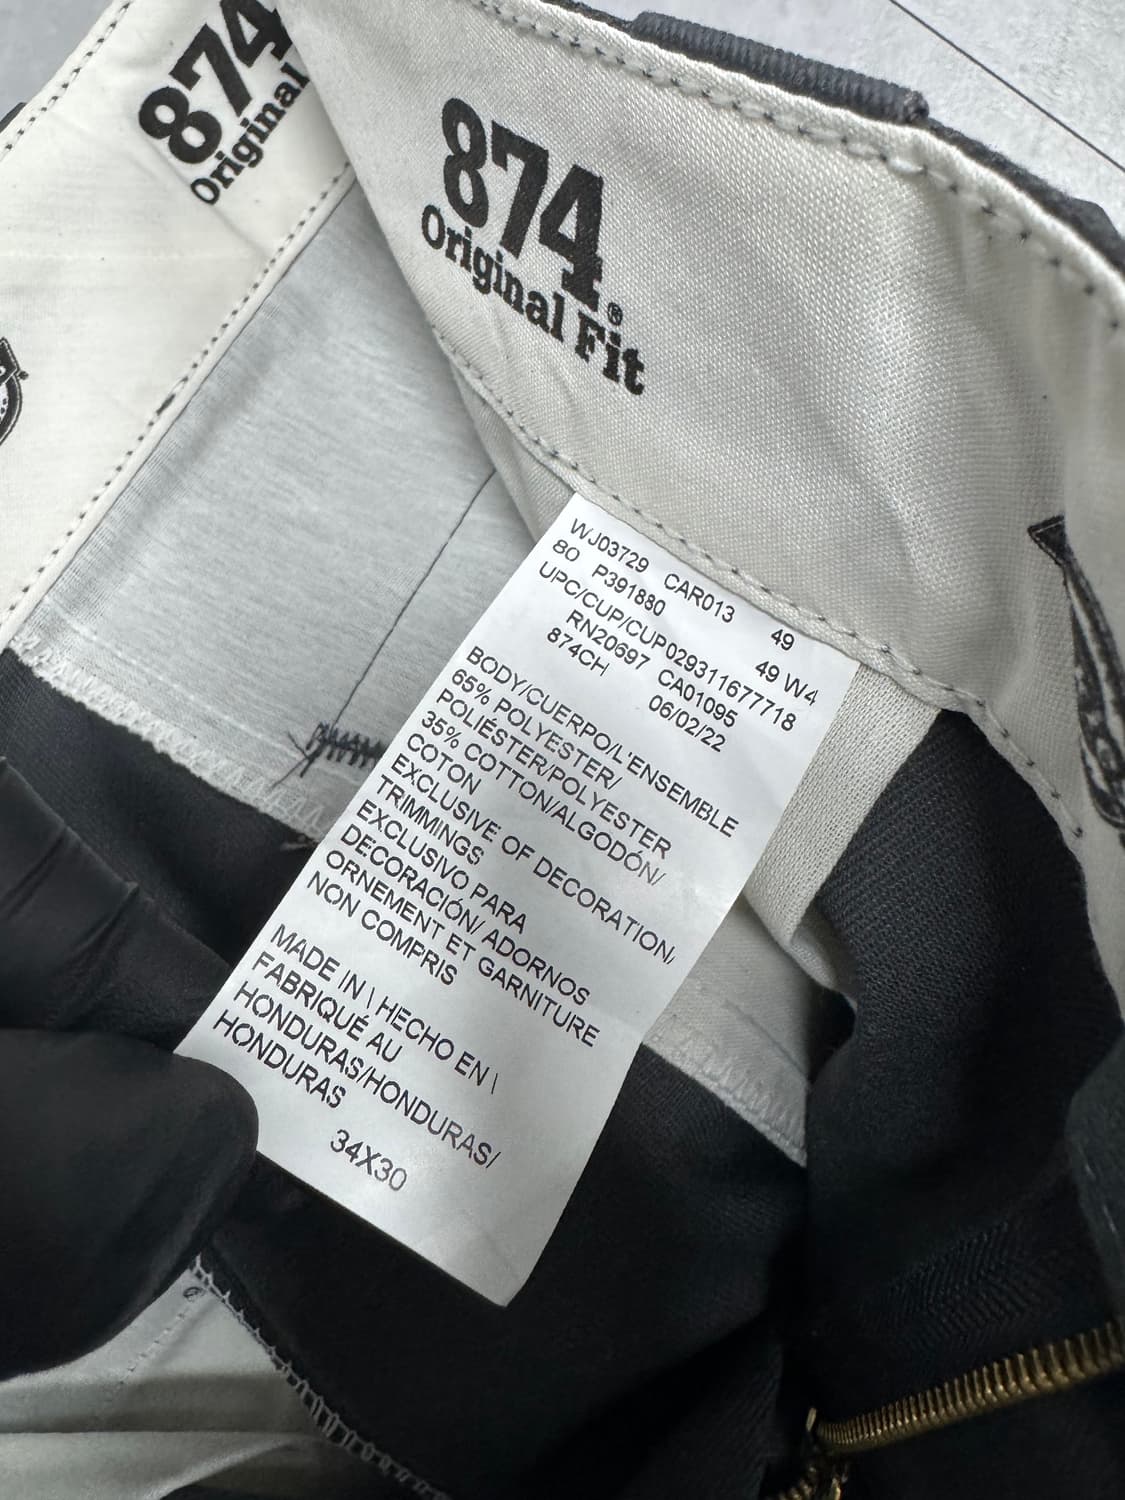 874
Original
874®
Original Fit
WJ03729 CAR013 49
80 P391880 49 W4
UPC/CUP/CUP029311677718
RN20697 CA01095
874CH 06/02/22
BODY/CUERPO/L'ENSEMBLE
65% POLYESTER/
POLIÉSTER/POLYESTER
35% COTTON/ALGODÓN/
COTON
EXCLUSIVE OF DECORATION,
TRIMMINGS
EXCLUSIVO PARA
DECORACIÓN/ADORNOS
ORNEMENT ET GARNITURE
NON COMPRIS
MADE IN \ HECHO EN \
FABRIQUÉ AU
HONDURAS/HONDURAS/
HONDURAS
34X30